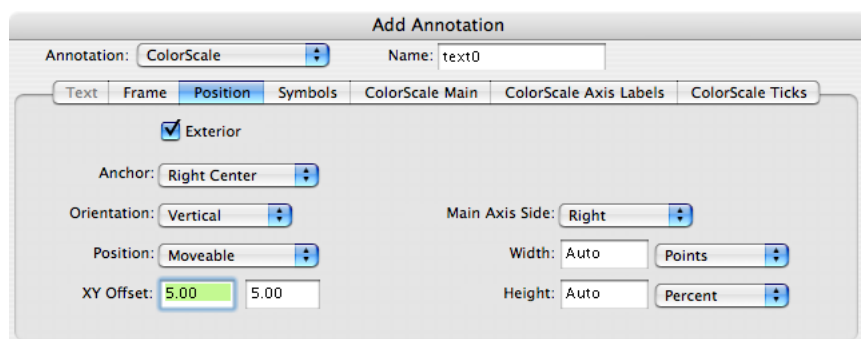 Add Annotation
Annotation: ColorScale Name: text0
Text Frame Position Symbols ColorScale Main ColorScale Axis Labels ColorScale Ticks
Exterior
Anchor: Right Center
Orientation: Vertical Main Axis Side: Right
Position: Moveable Width: Auto Points
XY Offset: 5.00 5.00 Height: Auto Percent